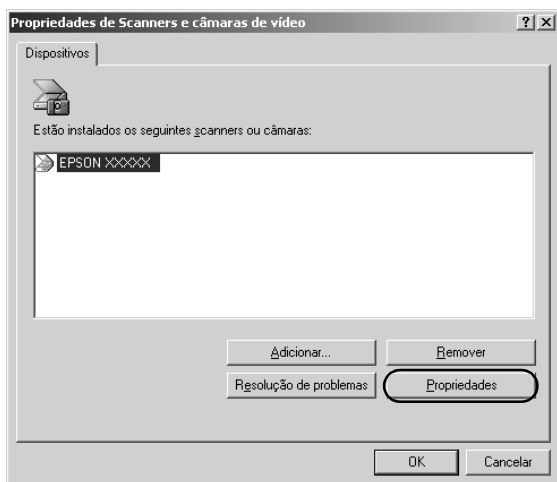 Propriedades de Scanners e câmaras de vídeo
Dispositivos
Estão instalados os seguintes scanners ou câmaras:
EPSON XXXXX
Adicionar...
Remover
Resolução de problemas
Propriedades
OK
Cancelar